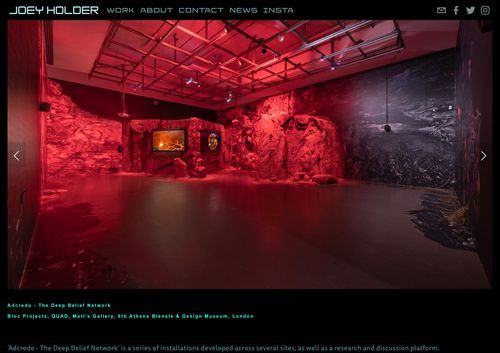 JOEY HOLDER WORK ABOUT CONTACT NEWS INSTA
Adcredo - The Deep Belief Network
Bloc Projects, QUAD, Matt's Gallery, 6th Athens Bienale & Design Museum, London
'Adcredo - The Deep Belief Network' is a series of installations developed across several sites, as well as a research and discussion platform.